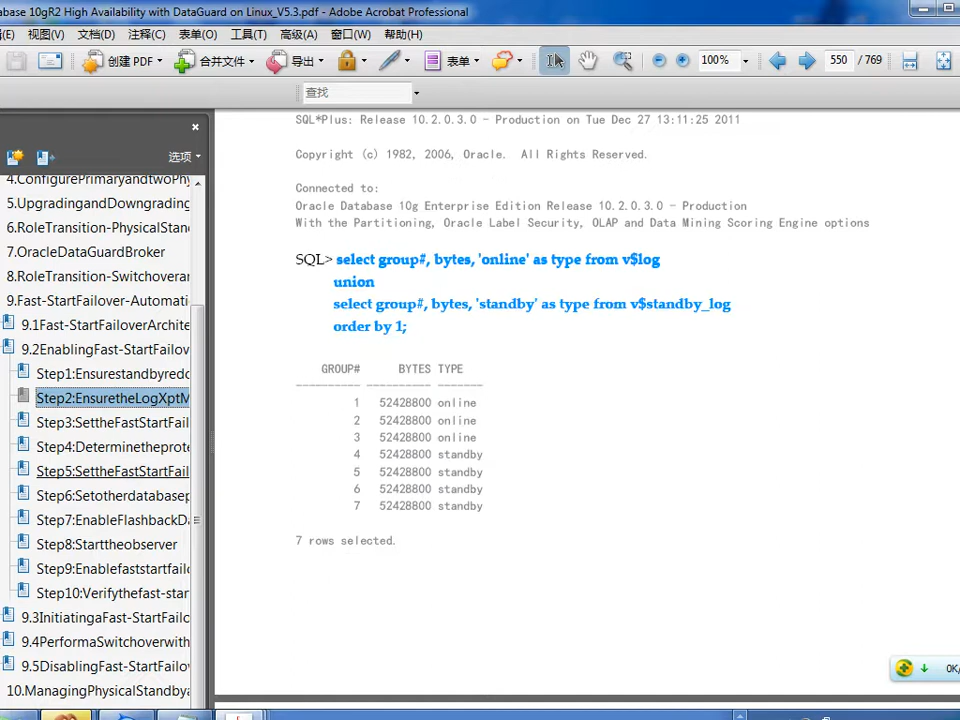 base 10gR2 High Availability with DataGuard on Linux_V5.3.pdf - Adobe Acrobat Professional
(E) 视图(V) 文档(D) 注释(C) 表单(O) 工具(T) 高级(A) 窗口(W) 帮助(H)
创建 PDF 合并文件 导出 表单 100% 550 / 769
查找
选项
4.ConfigurePrimaryandtwoPhy
5.UpgradingandDowngrading
6.RoleTransition-PhysicalStan
7.OracleDataGuardBroker
8.RoleTransition-Switchoveran
9.Fast-StartFailover-Automati
9.1Fast-StartFailoverArchite
9.2EnablingFast-StartFailov
Step1:Ensurestandbyredo
Step2:EnsuretheLogXptM
Step3:SettheFastStartFail
Step4:Determinetheprote
Step5:SettheFastStartFail
Step6:Setotherdatabasep
Step7:EnableFlashbackDa
Step8:Starttheobserver
Step9:Enablefaststartfailo
Step10:Verifythefast-star
9.3InitiatingaFast-StartFailo
9.4PerformaSwitchoverwith
9.5DisablingFast-StartFailov
10.ManagingPhysicalStandby
SQL*Plus: Release 10.2.0.3.0 - Production on Tue Dec 27 13:11:25 2011
Copyright (c) 1982, 2006, Oracle. All Rights Reserved.
Connected to:
Oracle Database 10g Enterprise Edition Release 10.2.0.3.0 - Production
With the Partitioning, Oracle Label Security, OLAP and Data Mining Scoring Engine options
SQL> select group#, bytes, 'online' as type from v$log
union
select group#, bytes, 'standby' as type from v$standby_log
order by 1;
GROUP# BYTES TYPE
---------- ---------- -------
1 52428800 online
2 52428800 online
3 52428800 online
4 52428800 standby
5 52428800 standby
6 52428800 standby
7 52428800 standby
7 rows selected.
0K/